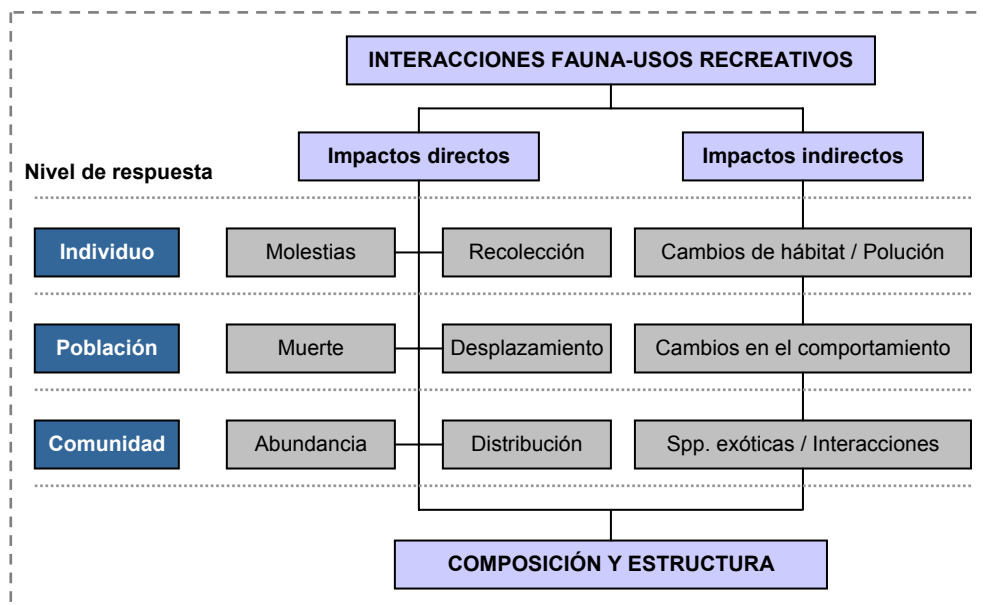 INTERACCIONES FAUNA-USOS RECREATIVOS
Impactos directos
Impactos indirectos
Nivel de respuesta
Individuo
Molestias
Recolección
Cambios de hábitat / Polución
Población
Muerte
Desplazamiento
Cambios en el comportamiento
Comunidad
Abundancia
Distribución
Spp. exóticas / Interacciones
COMPOSICIÓN Y ESTRUCTURA